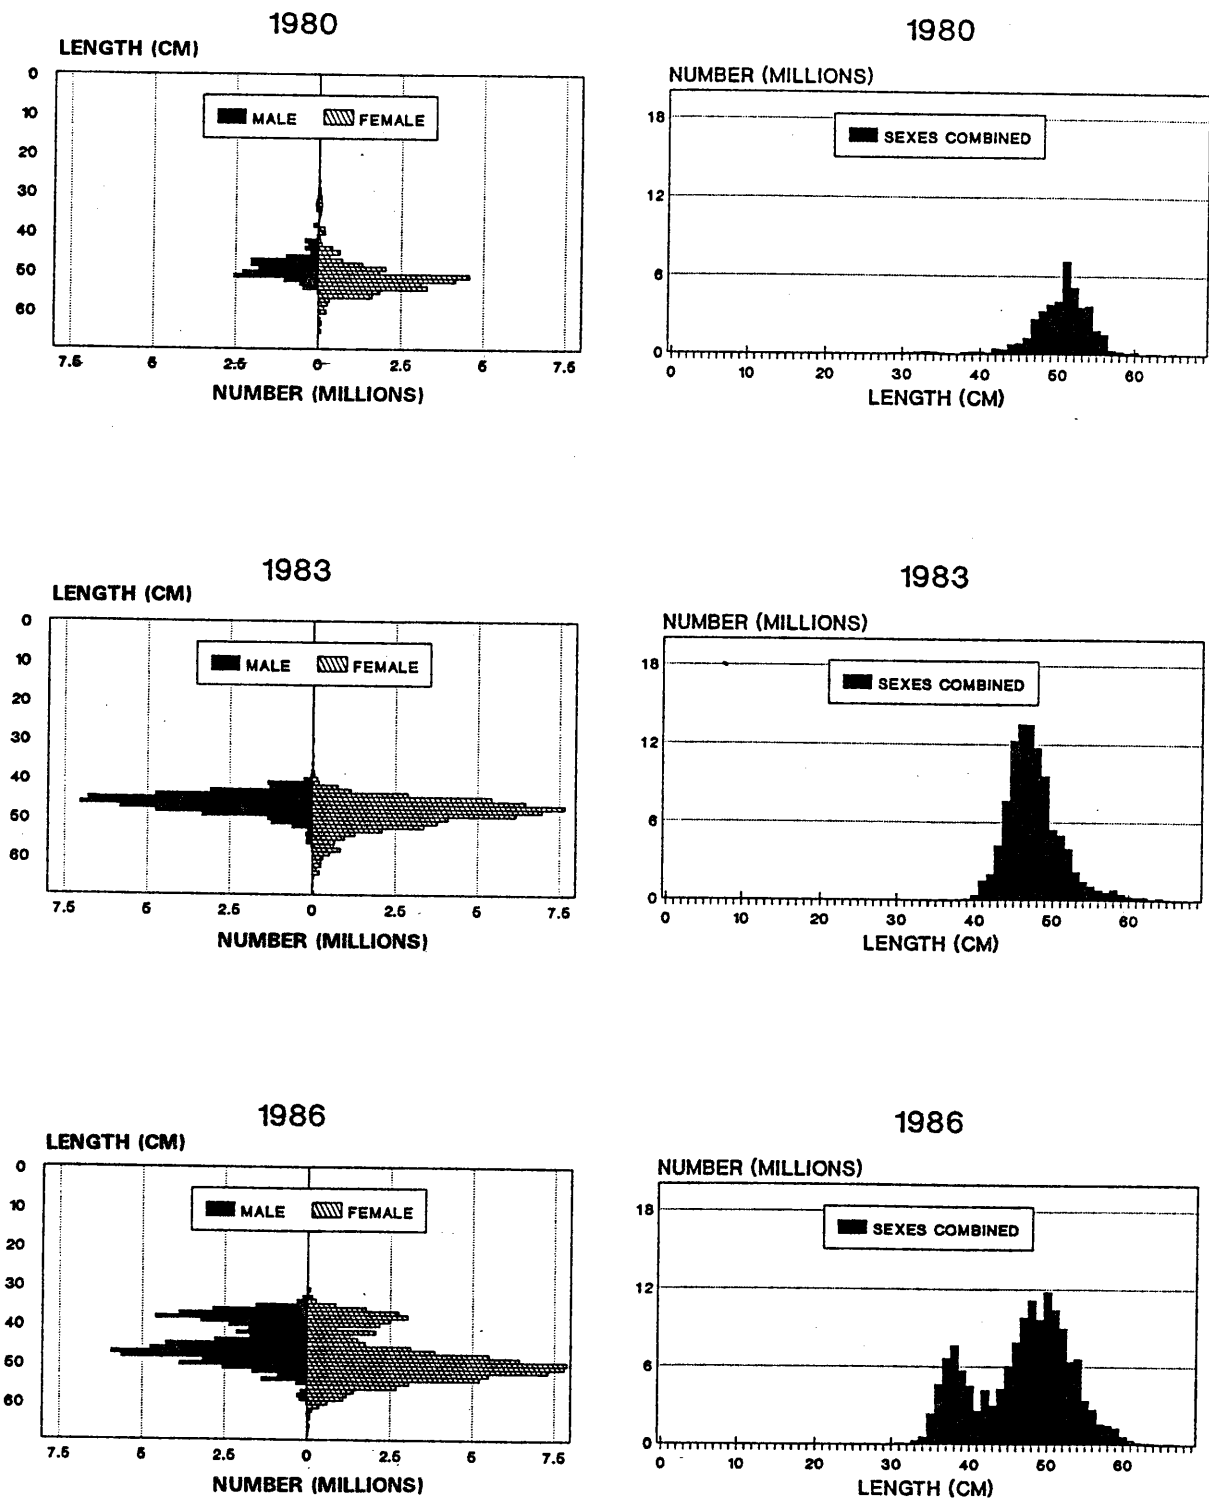 1980
LENGTH (CM)
0
10
20
30
40
50
60
MALE FEMALE
7.5 5 2.5 0 2.5 5 7.5
NUMBER (MILLIONS)
1980
NUMBER (MILLIONS)
18
12
6
0
SEXES COMBINED
0 10 20 30 40 50 60
LENGTH (CM)
1983
LENGTH (CM)
0
10
20
30
40
50
60
MALE FEMALE
7.5 5 2.5 0 2.5 5 7.5
NUMBER (MILLIONS)
1983
NUMBER (MILLIONS)
18
12
6
0
SEXES COMBINED
0 10 20 30 40 50 60
LENGTH (CM)
1986
LENGTH (CM)
0
10
20
30
40
50
60
MALE FEMALE
7.5 5 2.5 0 2.5 5 7.5
NUMBER (MILLIONS)
1986
NUMBER (MILLIONS)
18
12
6
0
SEXES COMBINED
0 10 20 30 40 50 60
LENGTH (CM)